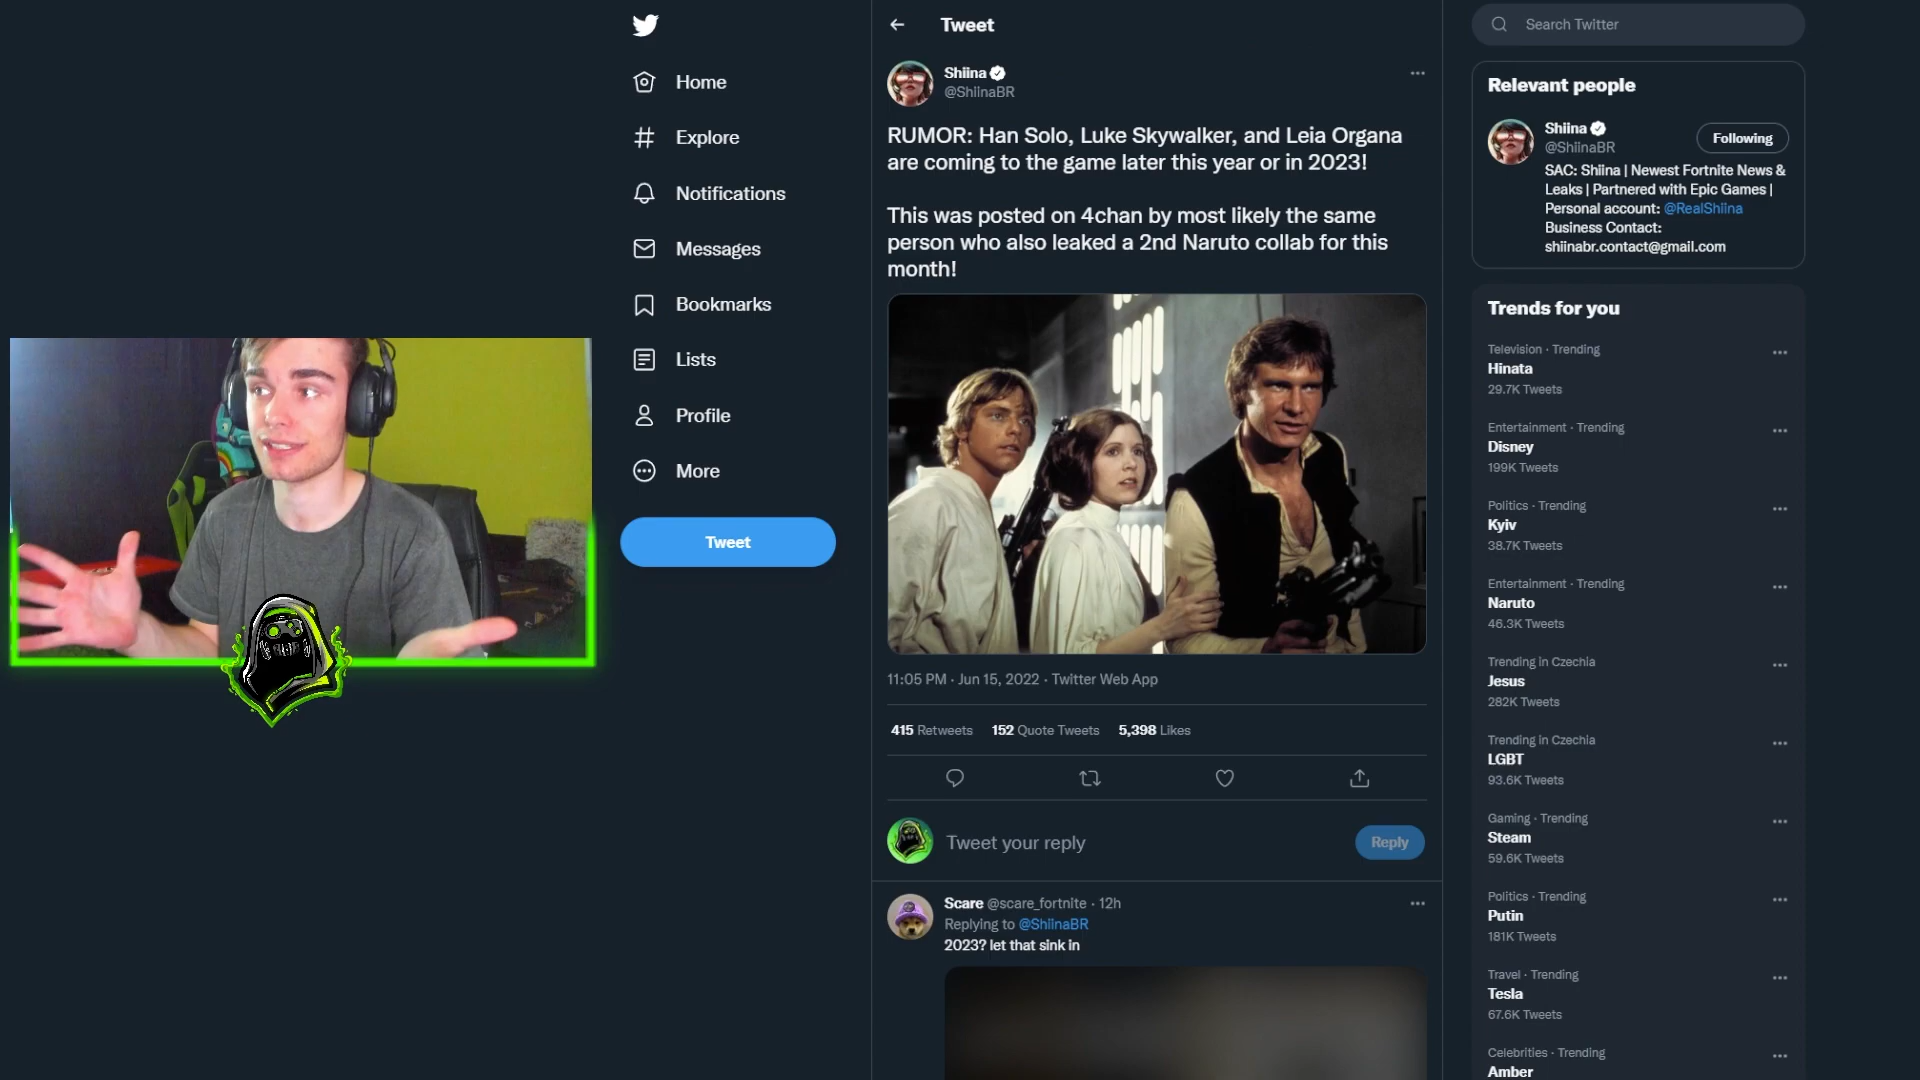 Home
Explore
Notifications
Messages
Bookmarks
Lists
Profile
More
Tweet
Tweet
Shiina
@ShiinaBR
RUMOR: Han Solo, Luke Skywalker, and Leia Organa
are coming to the game later this year or in 2023!
This was posted on 4chan by most likely the same
person who also leaked a 2nd Naruto collab for this
month!
11:05 PM · Jun 15, 2022 · Twitter Web App
415 Retweets 152 Quote Tweets 5,398 Likes
Tweet your reply
Reply
Scare @scare_fortnite · 12h
Replying to @ShiinaBR
2023? let that sink in
Search Twitter
Relevant people
Shiina
@ShiinaBR
Following
SAC: Shiina | Newest Fortnite News &
Leaks | Partnered with Epic Games |
Personal account: @RealShiina
Business Contact:
shiinabr.contact@gmail.com
Trends for you
Television · Trending
Hinata
29.7K Tweets
Entertainment · Trending
Disney
199K Tweets
Politics · Trending
Kyiv
38.7K Tweets
Entertainment · Trending
Naruto
46.3K Tweets
Trending in Czechia
Jesus
282K Tweets
Trending in Czechia
LGBT
93.6K Tweets
Gaming · Trending
Steam
59.6K Tweets
Politics · Trending
Putin
181K Tweets
Travel · Trending
Tesla
67.6K Tweets
Celebrities · Trending
Amber